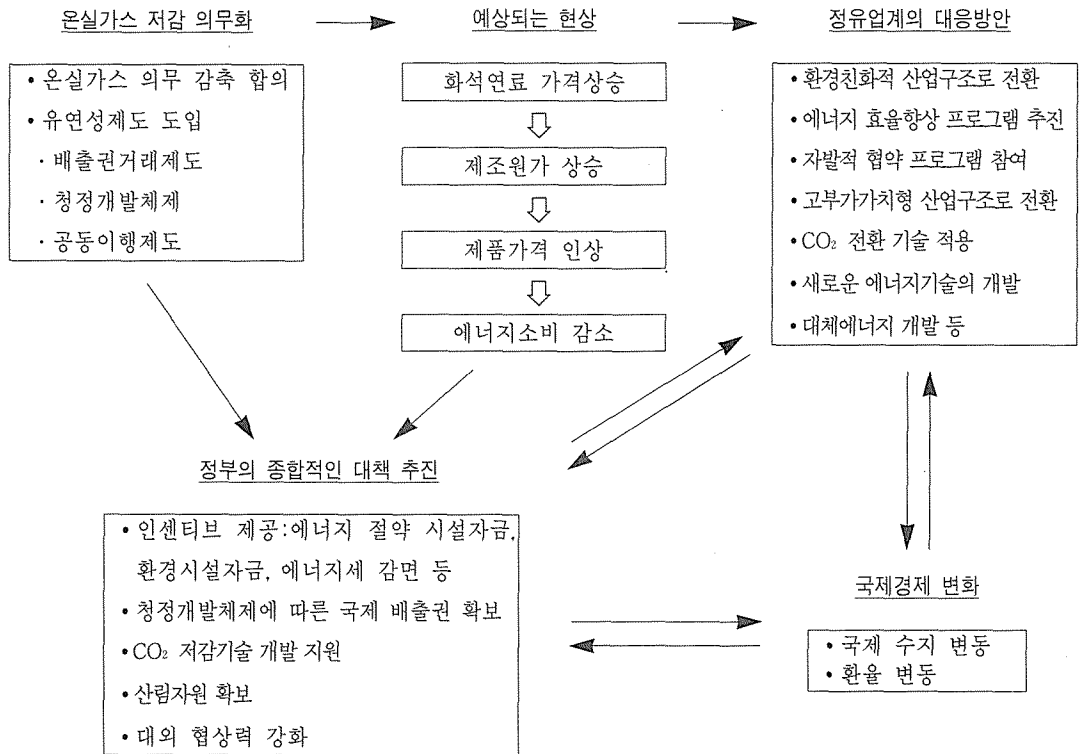 온실가스 저감 의무화
• 온실가스 의무 감축 합의
• 유연성제도 도입
· 배출권거래제도
· 청정개발체제
· 공동이행제도
예상되는 현상
화석연료 가격상승
제조원가 상승
제품가격 인상
에너지소비 감소
정유업계의 대응방안
• 환경친화적 산업구조로 전환
• 에너지 효율향상 프로그램 추진
• 자발적 협약 프로그램 참여
• 고부가가치형 산업구조로 전환
• CO₂ 전환 기술 적용
• 새로운 에너지기술의 개발
• 대체에너지 개발 등
정부의 종합적인 대책 추진
• 인센티브 제공:에너지 절약 시설자금,
환경시설자금, 에너지세 감면 등
• 청정개발체제에 따른 국제 배출권 확보
• CO₂ 저감기술 개발 지원
• 산림자원 확보
• 대외 협상력 강화
국제경제 변화
• 국제 수지 변동
• 환율 변동